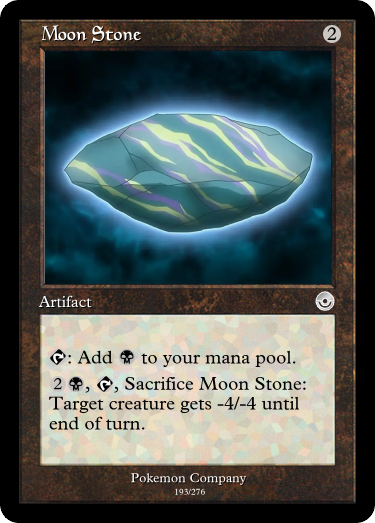 Moon Stone 2
Artifact
: Add to your mana pool.
2 , , Sacrifice Moon Stone:
Target creature gets -4/-4 until
end of turn.
Pokemon Company
193/276